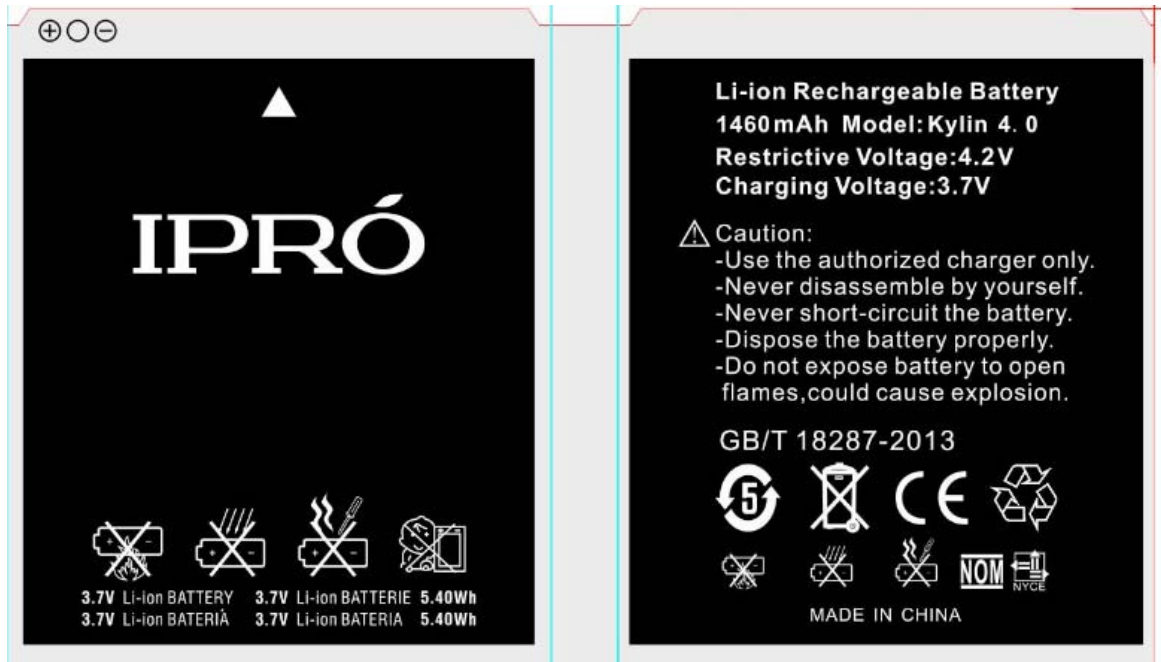 IPRÓ
3.7V Li-ion BATTERY 3.7V Li-ion BATTERIE 5.40Wh
3.7V Li-ion BATERIÀ 3.7V Li-ion BATERIA 5.40Wh
Li-ion Rechargeable Battery
1460mAh Model:Kylin 4.0
Restrictive Voltage:4.2V
Charging Voltage:3.7V
Caution:
-Use the authorized charger only.
-Never disassemble by yourself.
-Never short-circuit the battery.
-Dispose the battery properly.
-Do not expose battery to open
flames,could cause explosion.
GB/T 18287-2013
5 CE
NOM NYCE
MADE IN CHINA